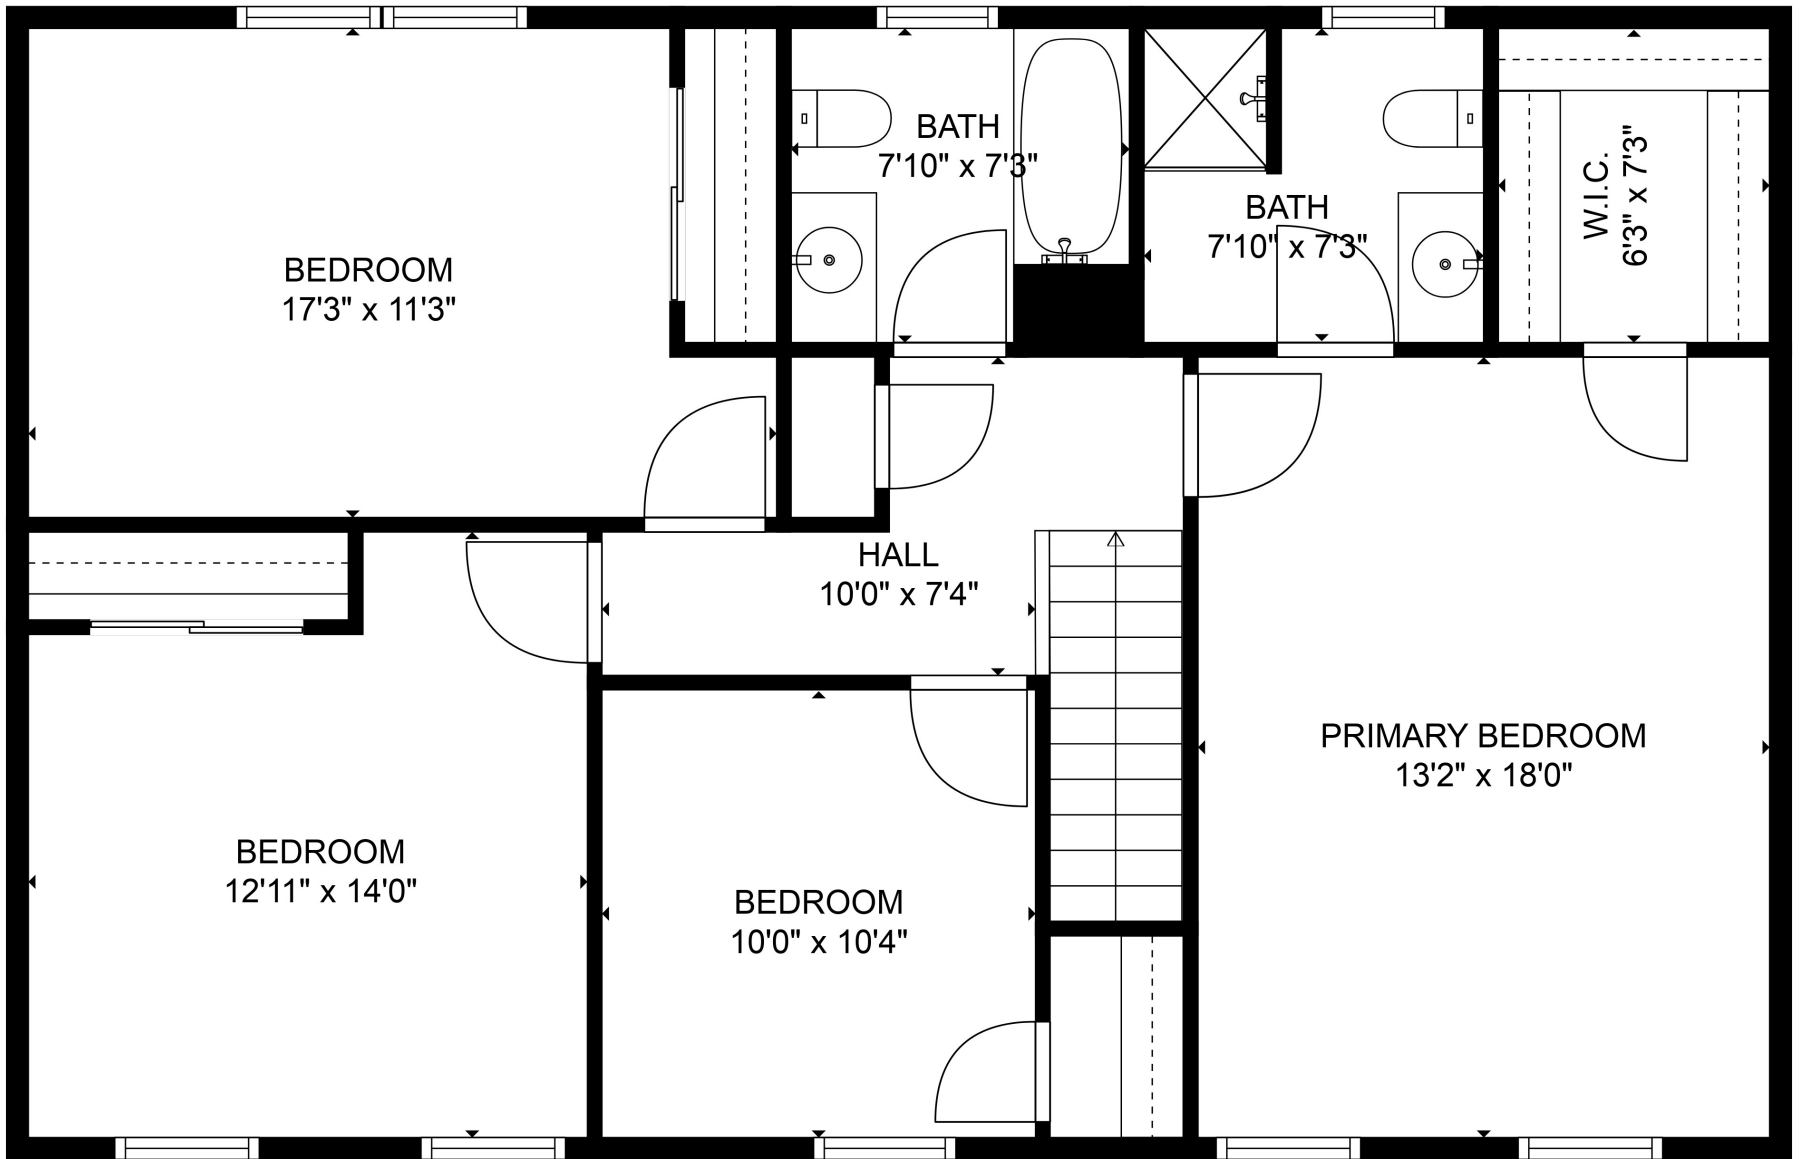 BATH
7'10" x 7'3"
BATH
7'10" x 7'3"
W.I.C.
6'3" x 7'3"
BEDROOM
17'3" x 11'3"
HALL
10'0" x 7'4"
PRIMARY BEDROOM
13'2" x 18'0"
BEDROOM
12'11" x 14'0"
BEDROOM
10'0" x 10'4"